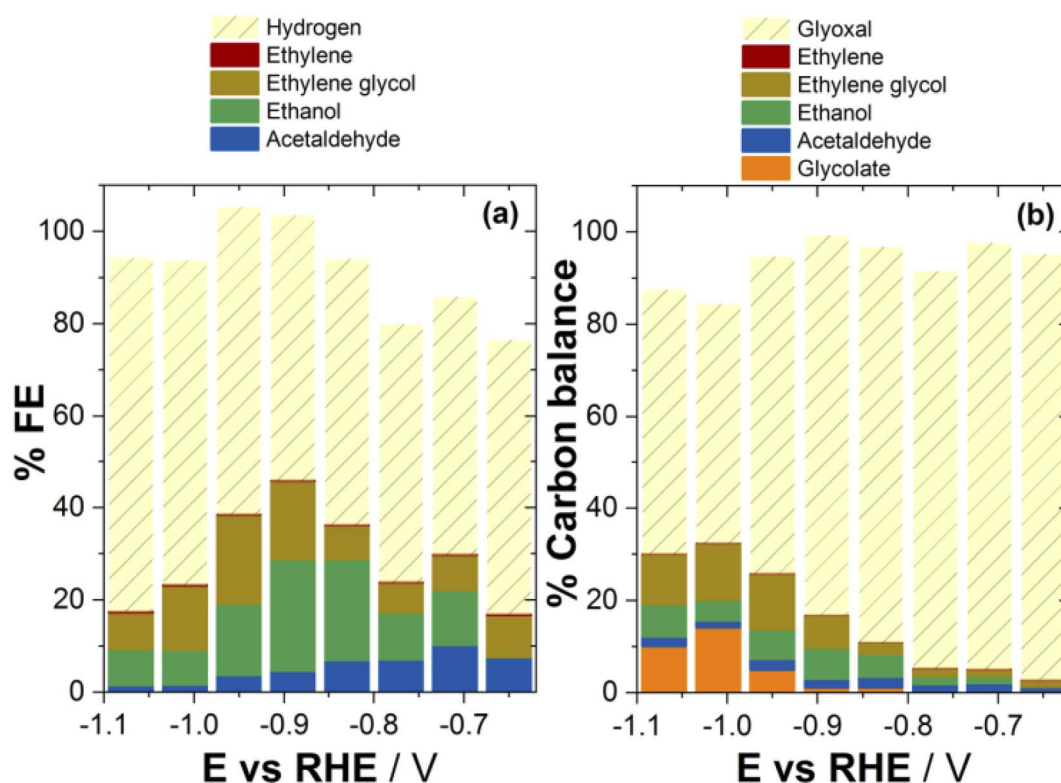 Hydrogen
Ethylene
Ethylene glycol
Ethanol
Acetaldehyde
(a)
% FE
100
80
60
40
20
0
-1.1
-1.0
-0.9
-0.8
-0.7
E vs RHE / V
Glyoxal
Ethylene
Ethylene glycol
Ethanol
Acetaldehyde
Glycolate
(b)
% Carbon balance
100
80
60
40
20
0
-1.1
-1.0
-0.9
-0.8
-0.7
E vs RHE / V